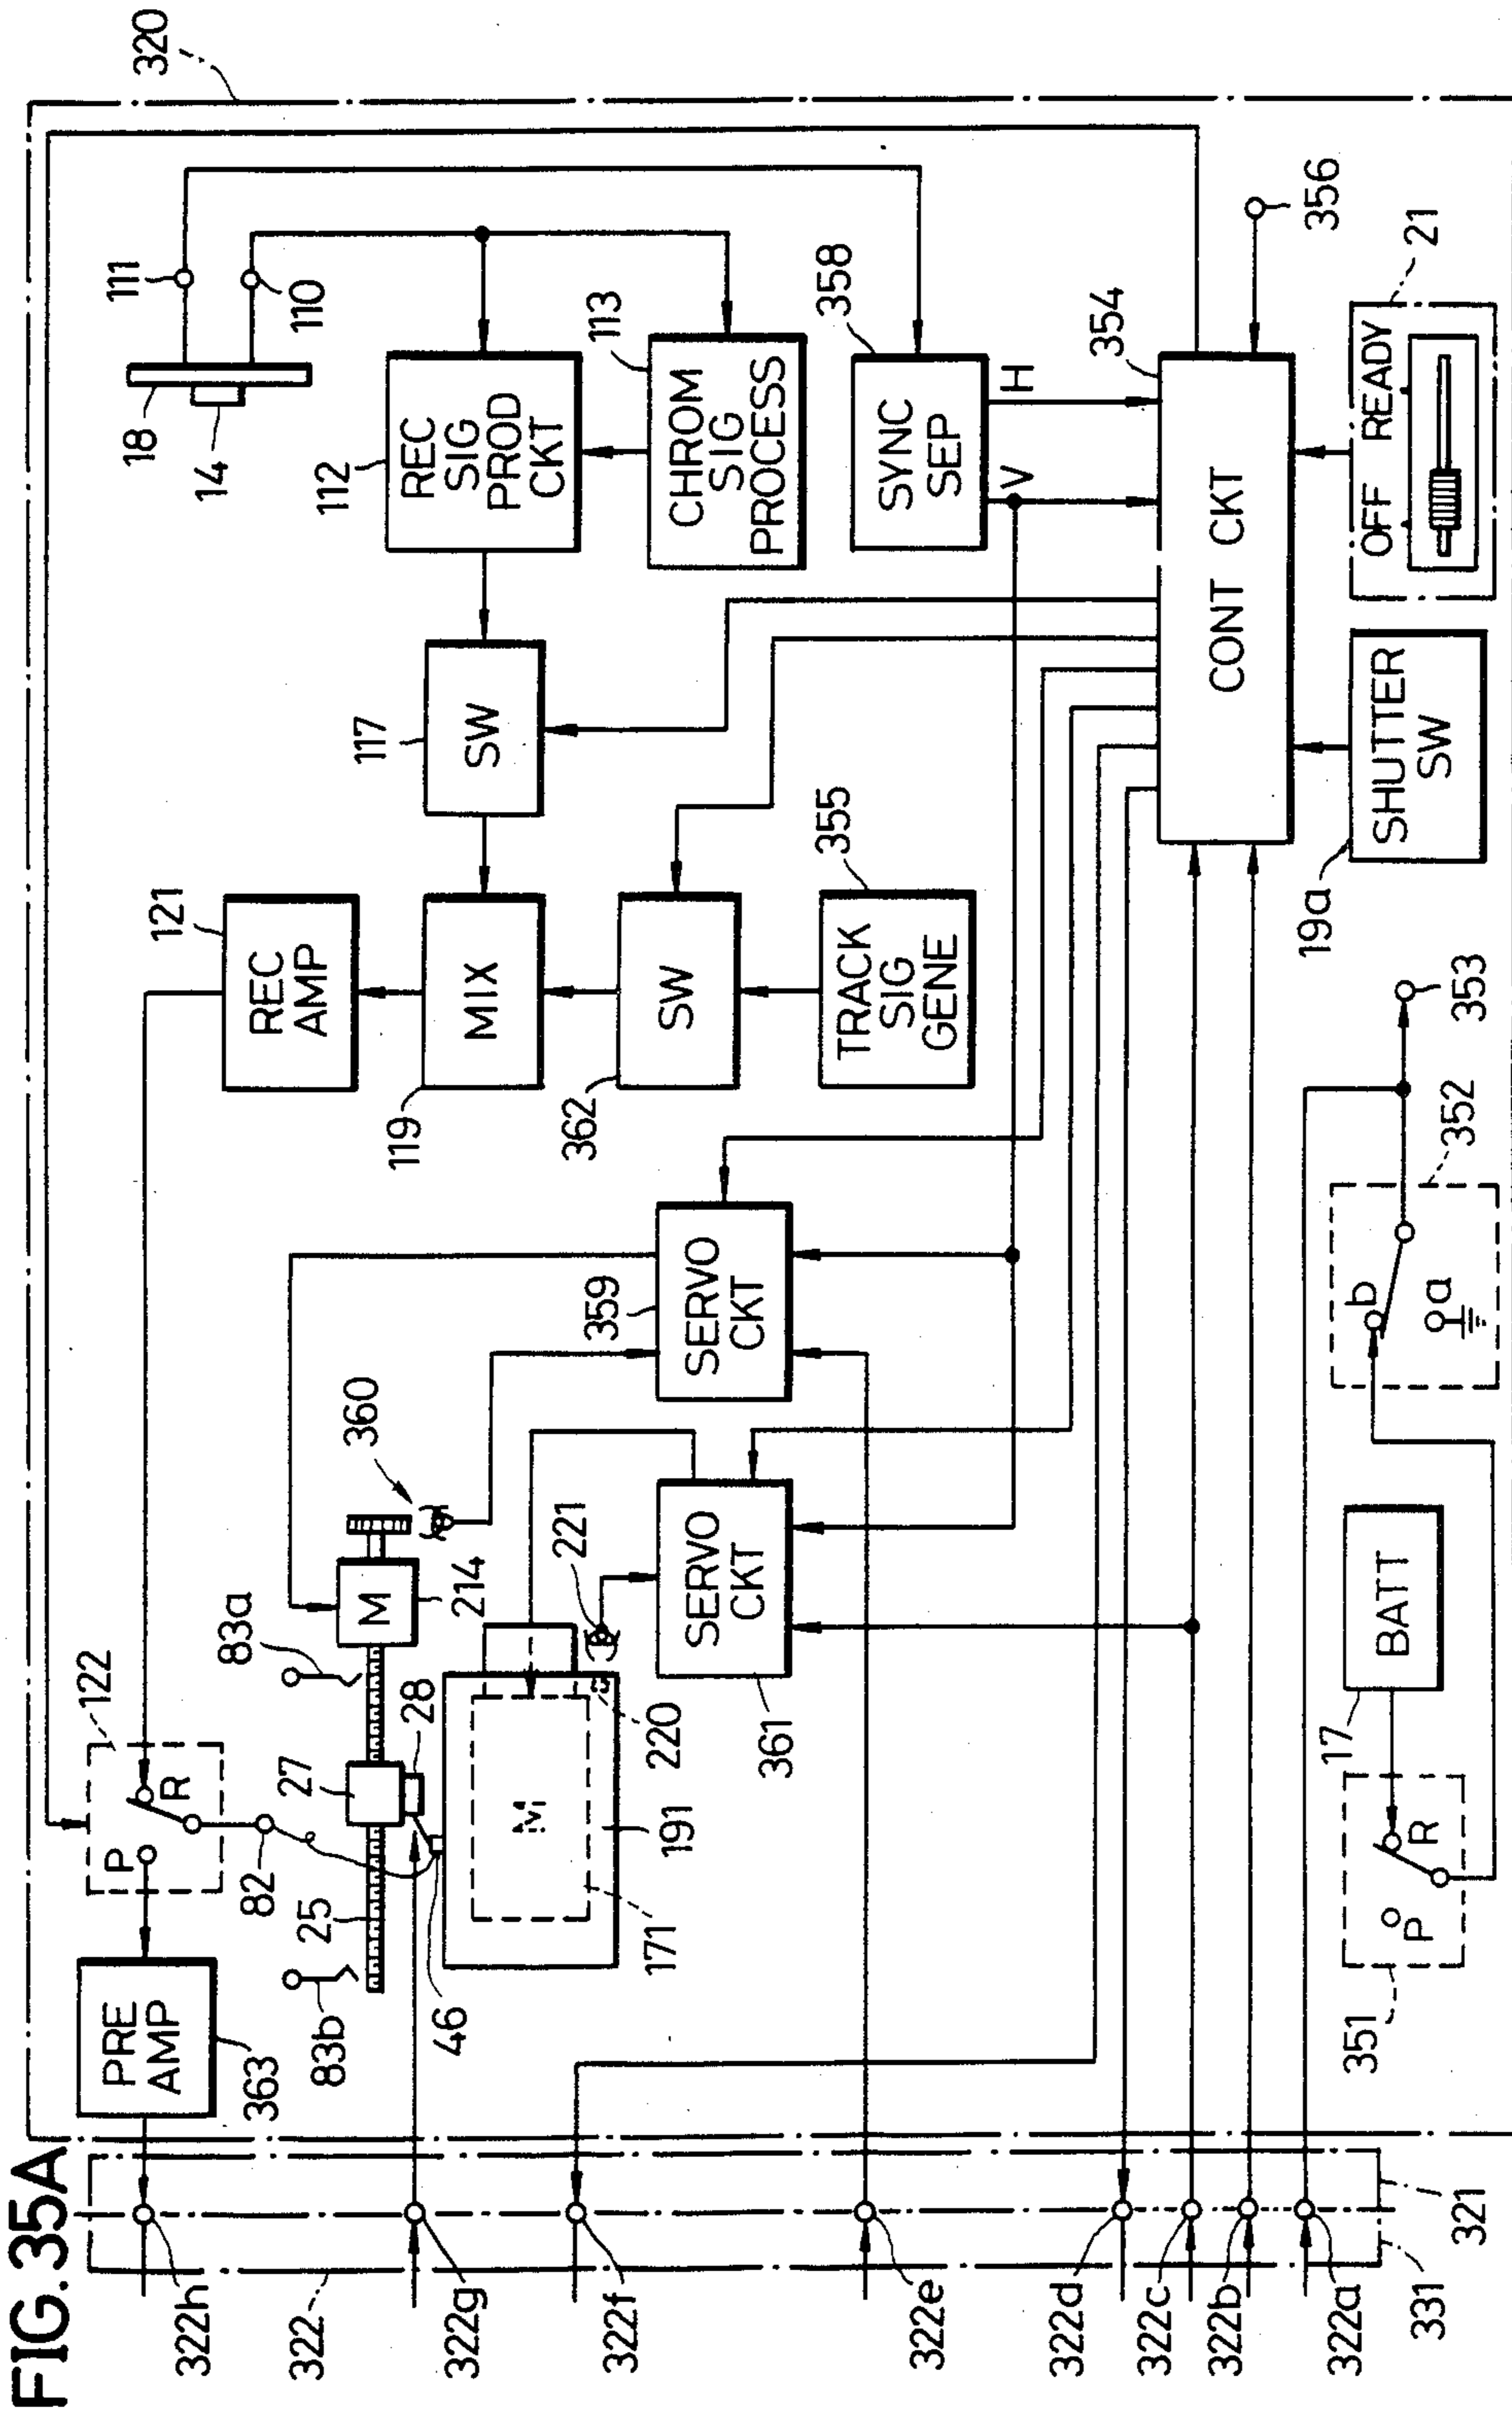 FIG.35A
320
111
110
18
14
113
358
354
356
21
112
REC
SIG
PROD
CKT
CHROM
SIG
PROCESS
SYNC
SEP
H
V
CONT CKT
OFF READY
SHUTTER
SW
19a
117
SW
121
REC
AMP
119
MIX
362
SW
355
TRACK
SIG
GENE
353
352
b
a
359
SERVO
CKT
360
361
SERVO
CKT
221
220
214
M
83a
122
P
R
82
27
28
25
83b
46
M
191
171
PRE
AMP
363
BATT
17
351
P
R
322h
322
322g
322f
322e
322d
322c
322b
322a
331
321